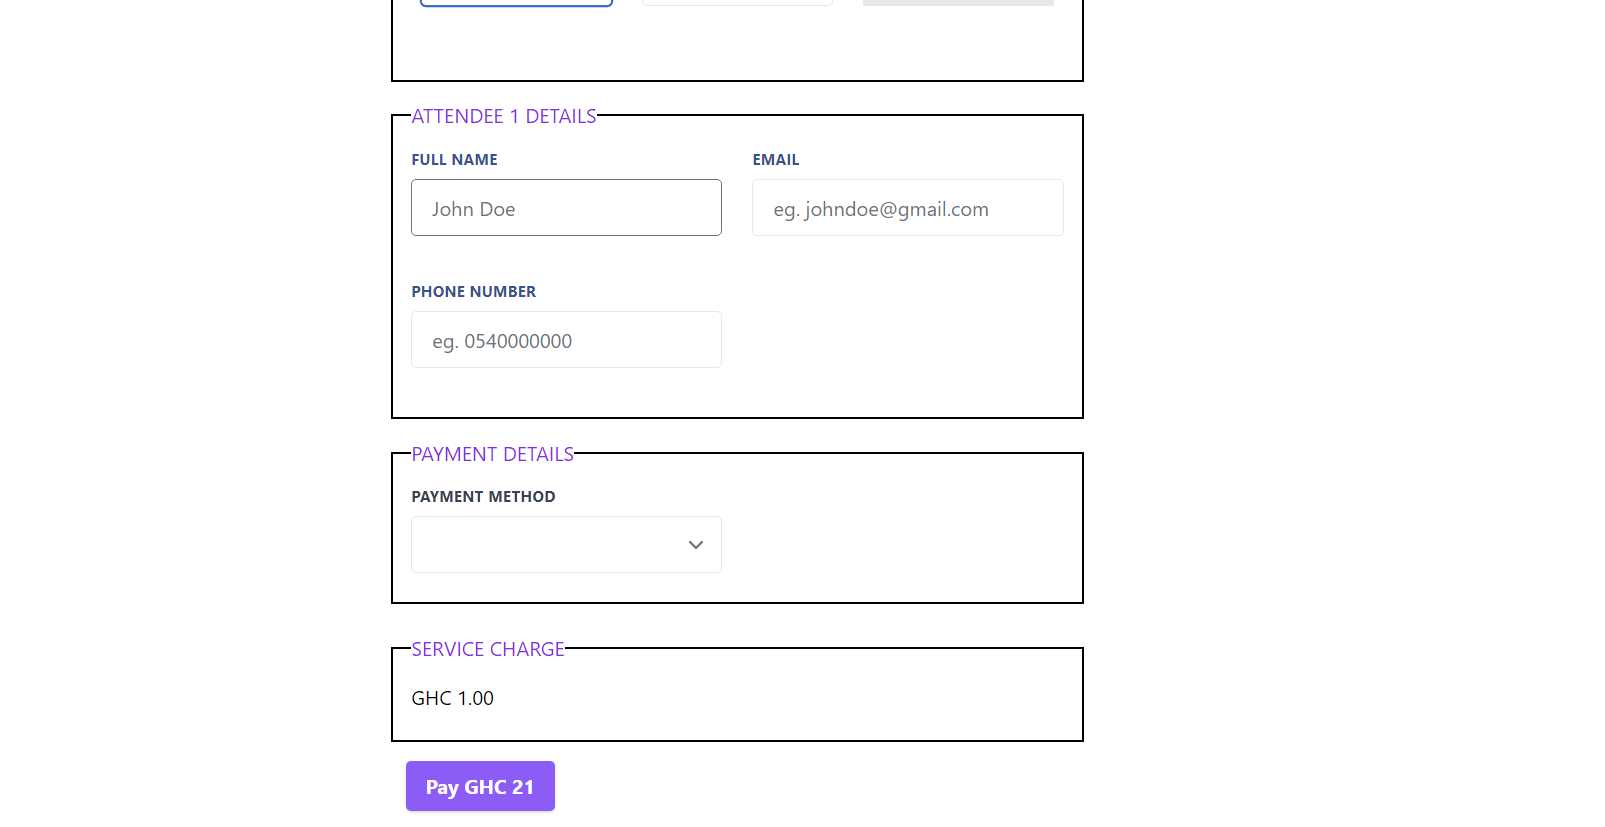 ATTENDEE 1 DETAILS
FULL NAME
EMAIL
John Doe
eg. johndoe@gmail.com
PHONE NUMBER
eg. 0540000000
PAYMENT DETAILS
PAYMENT METHOD
SERVICE CHARGE
GHC 1.00
Pay GHC 21